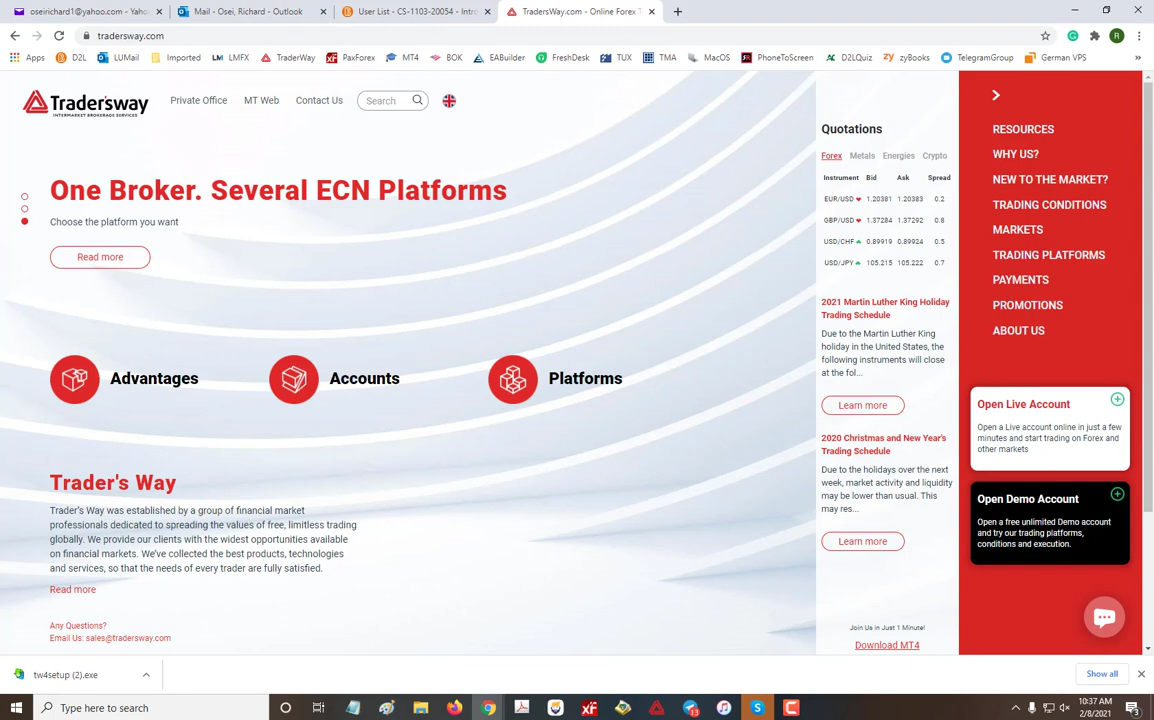 oseirichard1@yahoo.com - Yaho
Mail - Osei, Richard - Outlook
User List - CS-1103-20054 - Intro
TradersWay.com - Online Forex T
tradersway.com
R
Apps
D2L
LUMail
Imported
LM LMFX
TraderWay
XF PaxForex
MT4
BOK
EABuilder
FreshDesk
TUX
TMA
MacOS
PhoneToScreen
D2LQuiz
zy zyBooks
TelegramGroup
German VPS
»
Trader'sway
INTERMARKET BROKERAGE SERVICES
Private Office
MT Web
Contact Us
Search
One Broker. Several ECN Platforms
Choose the platform you want
Read more
Advantages
Accounts
Platforms
Trader's Way
Trader's Way was established by a group of financial market
professionals dedicated to spreading the values of free, limitless trading
globally. We provide our clients with the widest opportunities available
on financial markets. We've collected the best products, technologies
and services, so that the needs of every trader are fully satisfied.
Read more
Any Questions?
Email Us: sales@tradersway.com
Quotations
Forex Metals Energies Crypto
Instrument Bid Ask Spread
EUR/USD 1.20381 1.20383 0.2
GBP/USD 1.37284 1.37292 0.8
USD/CHF 0.89919 0.89924 0.5
USD/JPY 105.215 105.222 0.7
2021 Martin Luther King Holiday
Trading Schedule
Due to the Martin Luther King
holiday in the United States, the
following instruments will close
at the fol...
Learn more
2020 Christmas and New Year's
Trading Schedule
Due to the holidays over the next
week, market activity and liquidity
may be lower than usual. This
may res...
Learn more
Join Us in Just 1 Minute!
Download MT4
RESOURCES
WHY US?
NEW TO THE MARKET?
TRADING CONDITIONS
MARKETS
TRADING PLATFORMS
PAYMENTS
PROMOTIONS
ABOUT US
Open Live Account
Open a Live account online in just a few
minutes and start trading on Forex and
other markets
Open Demo Account
Open a free unlimited Demo account
and try our trading platforms,
conditions and execution.
tw4setup (2).exe
Show all
Type here to search
XF
13
S
10:37 AM
2/8/2021
3